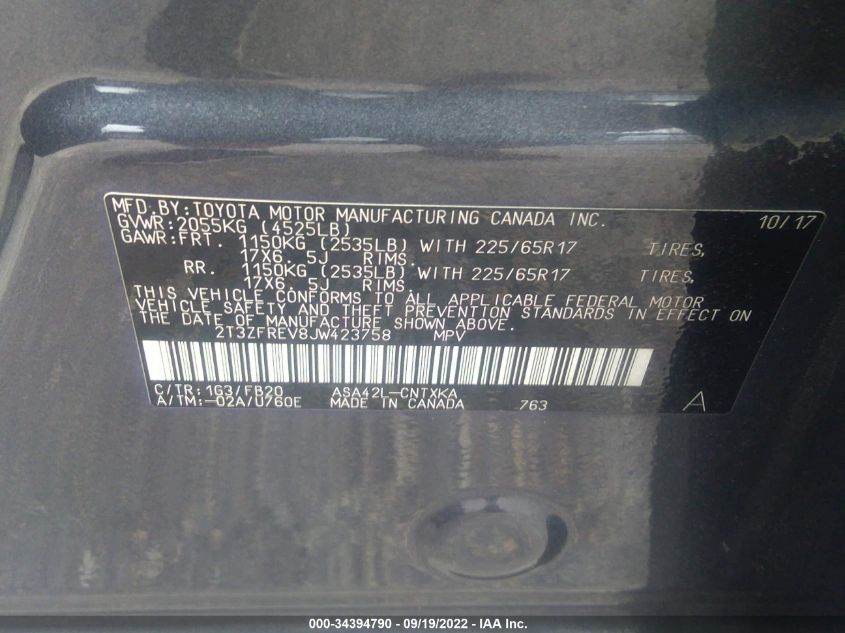 MFD. BY:TOYOTA MOTOR MANUFACTURING CANADA INC. 10/17
GVWR:2055KG (4525LB)
GAWR:FRT. 1150KG (2535LB) WITH 225/65R17 TIRES,
17X6. 5J RIMS,
RR. 1150KG (2535LB) WITH 225/65R17 TIRES,
17X6. 5J RIMS.
THIS VEHICLE CONFORMS TO ALL APPLICABLE FEDERAL MOTOR
VEHICLE SAFETY AND THEFT PREVENTION STANDARDS IN EFFECT ON
THE DATE OF MANUFACTURE SHOWN ABOVE.
2T3ZFREV8JW423758 MPV
C/TR:1G3/FB20 ASA42L-CNTXKA
A/TM:-02A/U760E MADE IN CANADA 763 A
000-34394790 - 09/19/2022 - IAA Inc.